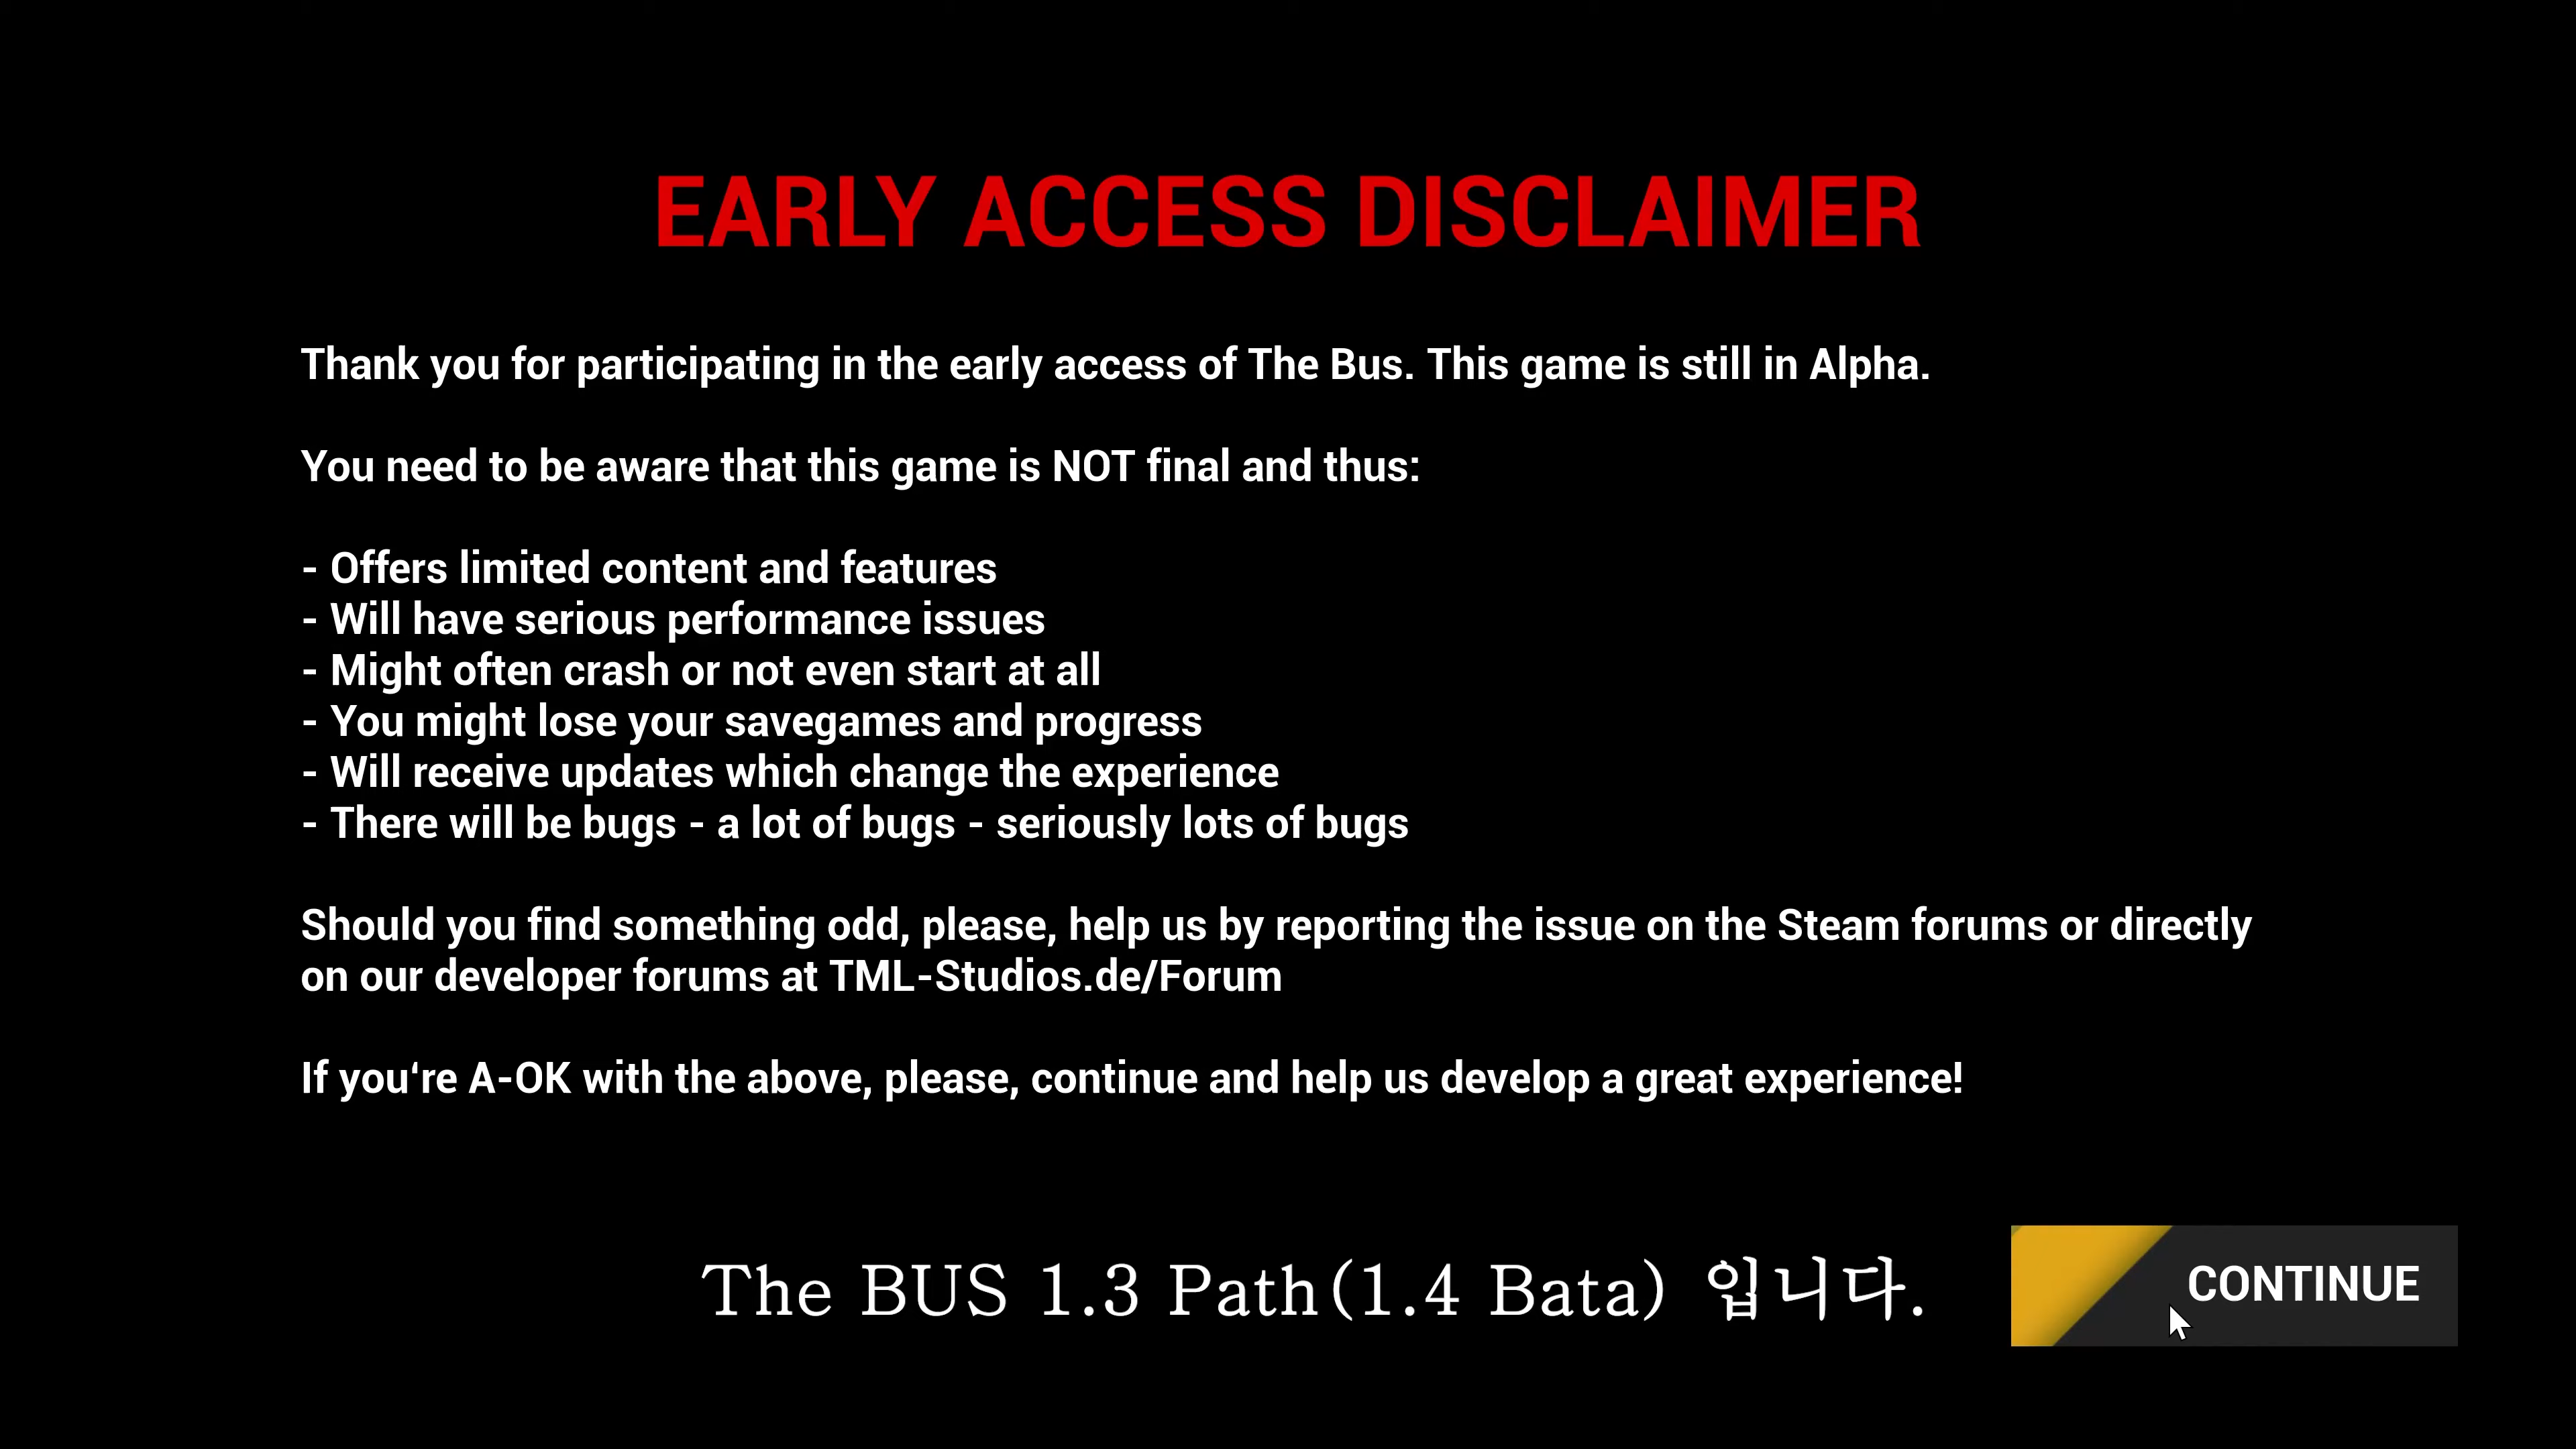 EARLY ACCESS DISCLAIMER
Thank you for participating in the early access of The Bus. This game is still in Alpha.
You need to be aware that this game is NOT final and thus:
- Offers limited content and features
- Will have serious performance issues
- Might often crash or not even start at all
- You might lose your savegames and progress
- Will receive updates which change the experience
- There will be bugs - a lot of bugs - seriously lots of bugs
Should you find something odd, please, help us by reporting the issue on the Steam forums or directly
on our developer forums at TML-Studios.de/Forum
If you‘re A-OK with the above, please, continue and help us develop a great experience!
The BUS 1.3 Path(1.4 Bata) 입니다.
CONTINUE